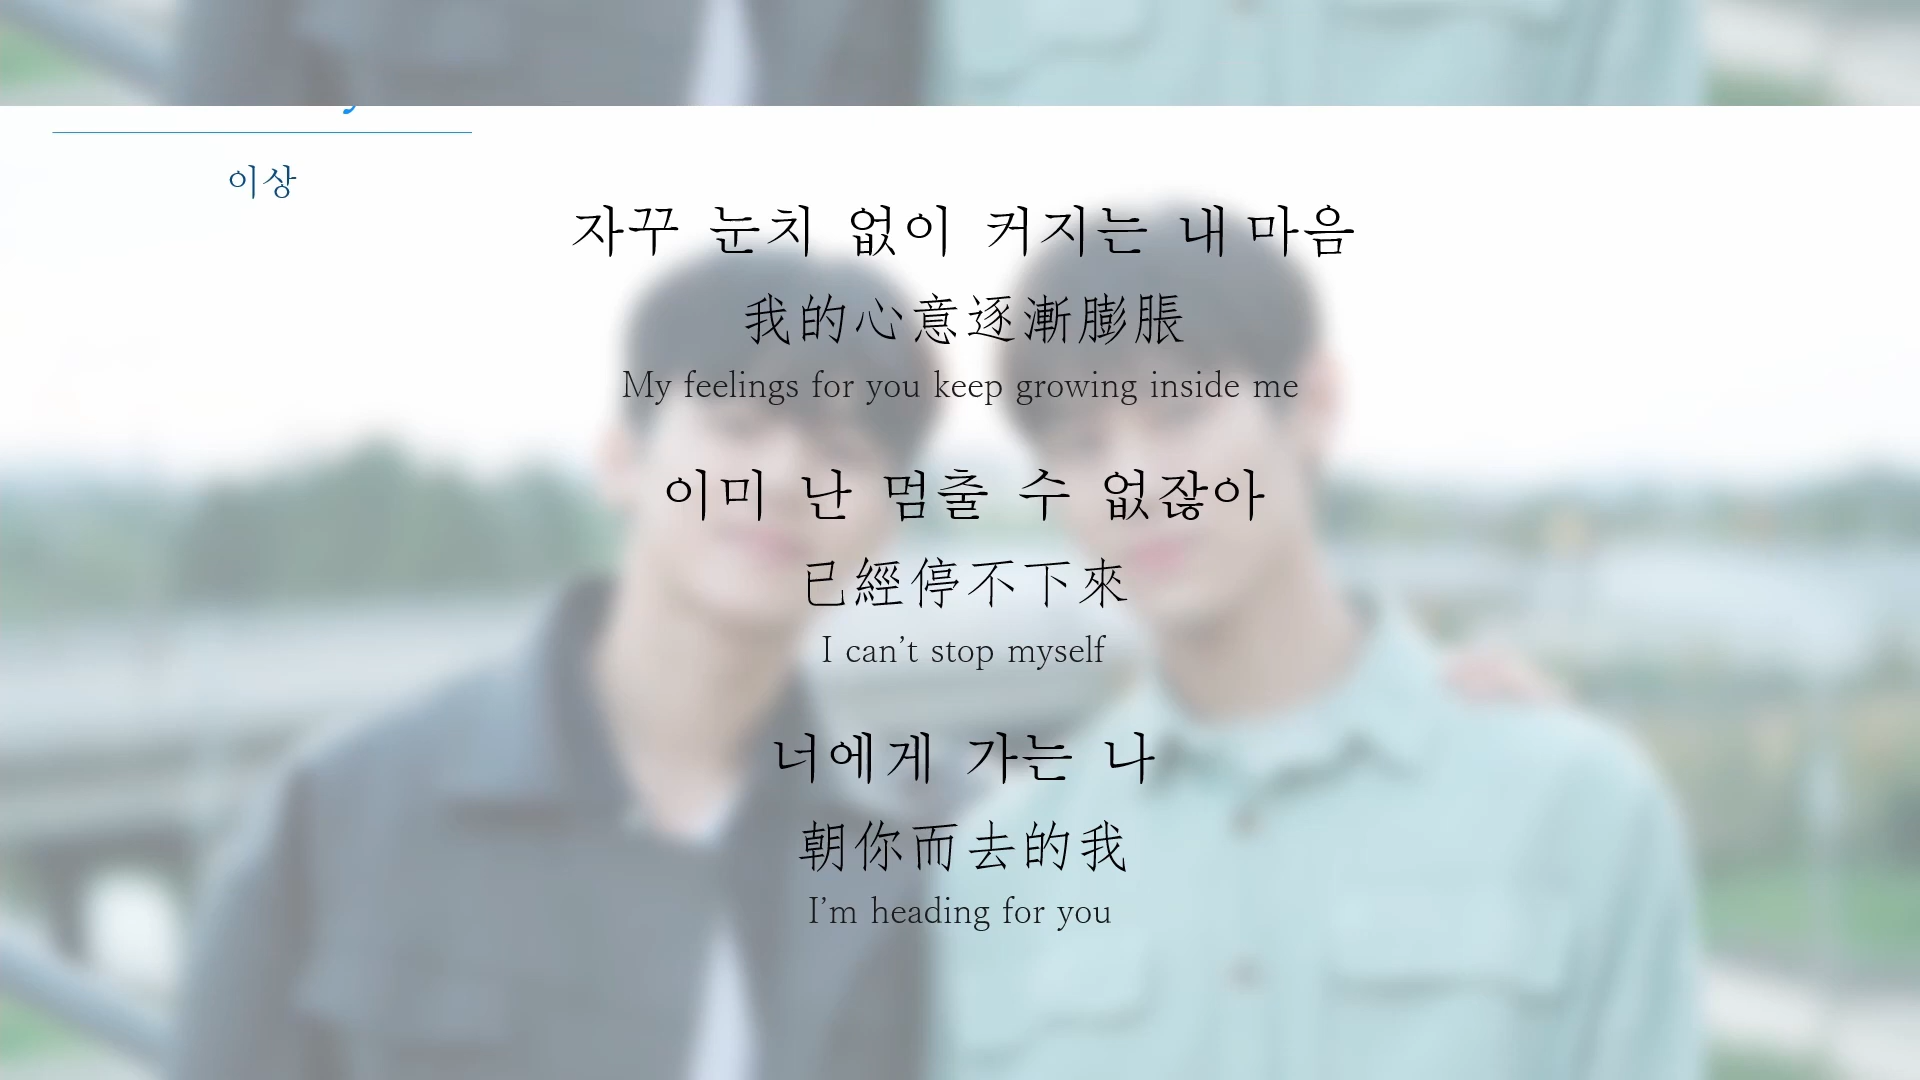 이상
자꾸 눈치 없이 커지는 내 마음
我的心意逐漸膨脹
My feelings for you keep growing inside me
이미 난 멈출 수 없잖아
已經停不下來
I can't stop myself
너에게 가는 나
朝你而去的我
I'm heading for you